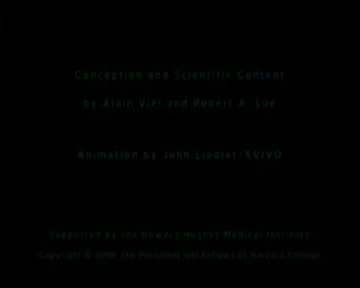 Conception and Scientific Content
by Alain Viel and Robert A. Lue
Animation by John Liebler/XVIVO
Supported by the Howard Hughes Medical Institute
Copyright © 2006 the President and Fellows of Harvard College